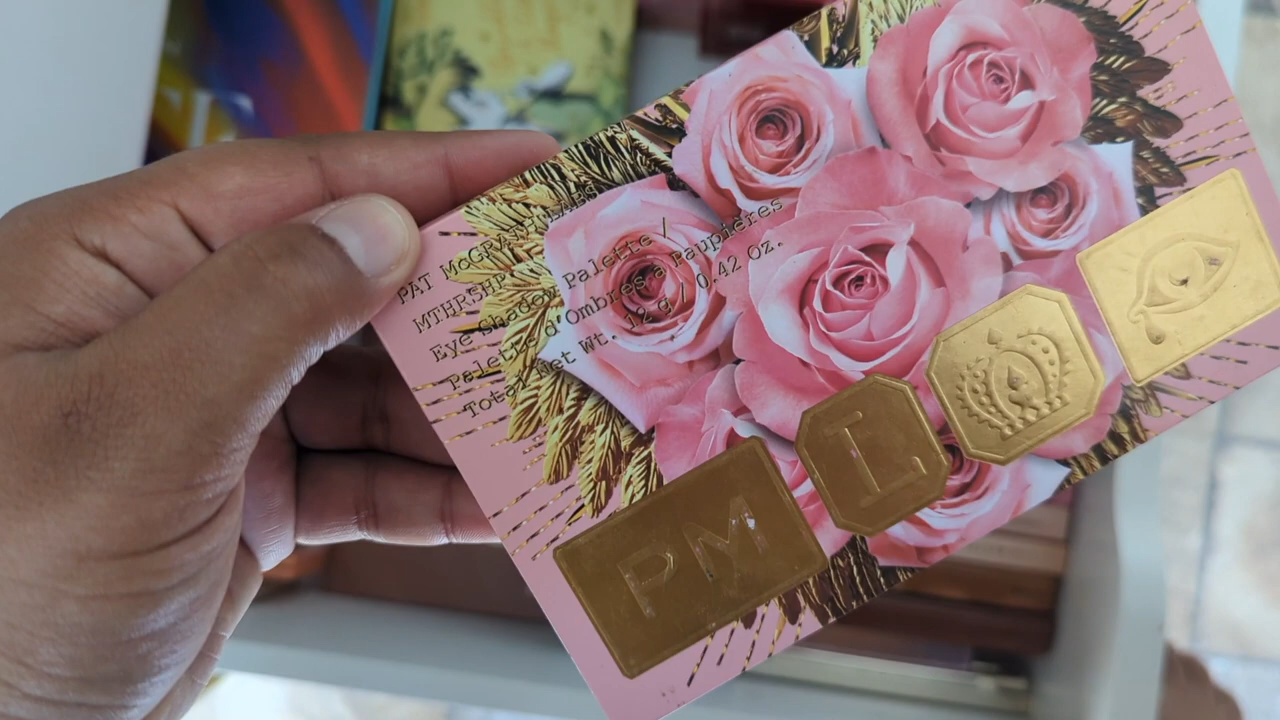 PAT McGRATH LABS
MTHRSHP
Eye Shadow Palette /
Palette d'Ombres à Paupières
Total Net Wt. 12 g / 0.42 Oz.
PM
L